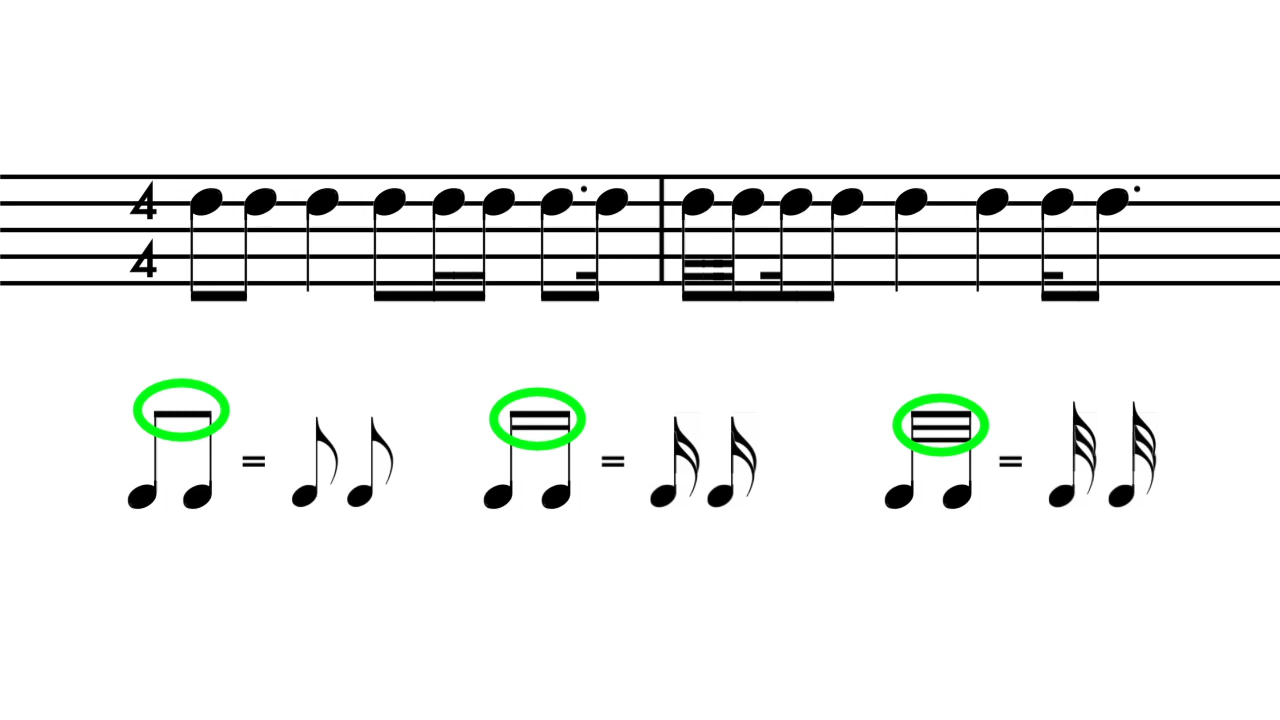 4
4
= = =